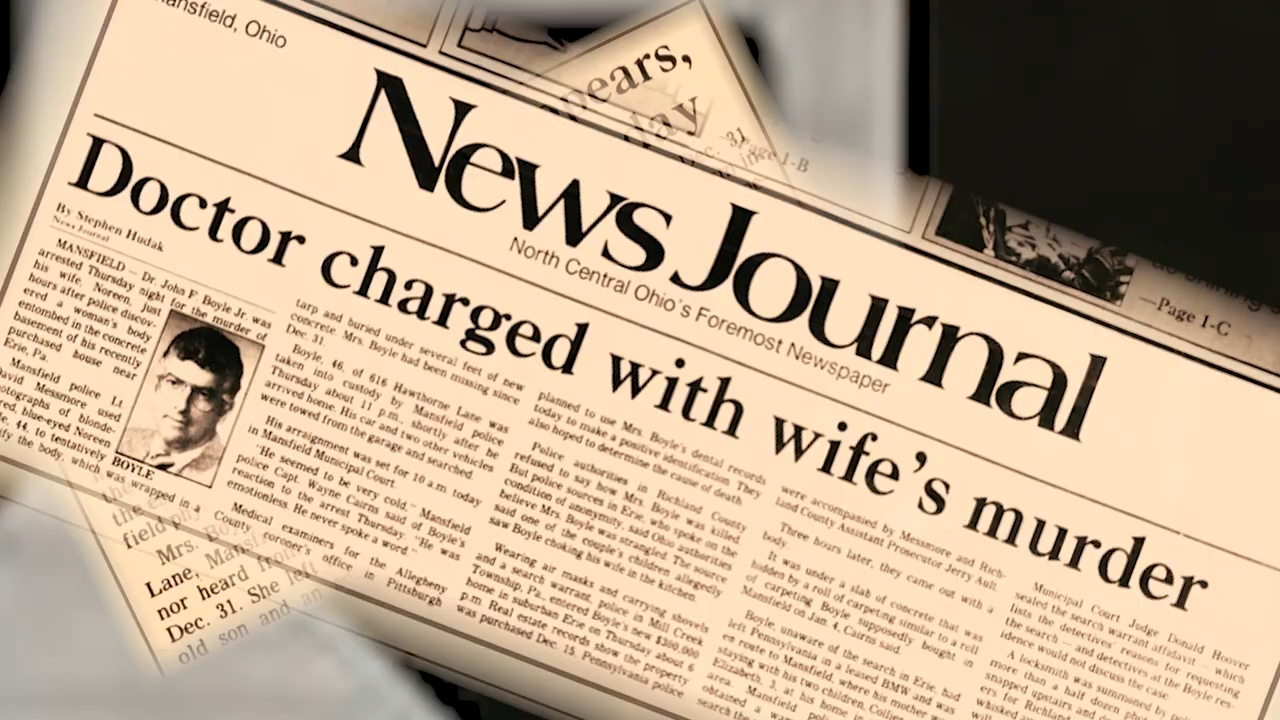 Mansfield, Ohio
pears,
day
Page 1-B
News Journal
North Central Ohio's Foremost Newspaper
—Page 1-C
Doctor charged with wife's murder
By Stephen Hudak
News Journal
MANSFIELD — Dr. John F. Boyle Jr. was
arrested Thursday night for the murder of
his wife, Noreen, just
hours after police discov-
ered a woman's body
entombed in the concrete
basement of his recently
purchased house near
Erie, Pa.
Mansfield police Lt.
David Messmore used
photographs of blonde-
haired, blue-eyed Noreen
44, to tentatively
the body, which
was wrapped in a
BOYLE
tarp and buried under several feet of new
concrete. Mrs. Boyle had been missing since
Dec. 31.
Boyle, 46, of 616 Hawthorne Lane was
taken into custody by Mansfield police
Thursday about 11 p.m., shortly after he
arrived home. His car and two other vehicles
were towed from the garage and searched.
His arraignment was set for 10 a.m. today
in Mansfield Municipal Court.
"He seemed to be very cold," Mansfield
police Capt. Wayne Cairns said of Boyle's
reaction to the arrest Thursday. "He was
emotionless. He never spoke a word."
Medical examiners for the Allegheny
County coroner's office in Pittsburgh
planned to use Mrs. Boyle's dental records
today to make a positive identification. They
also hoped to determine the cause of death.
Police authorities in Richland County
refused to say how Mrs. Boyle was killed.
But police sources in Erie, who spoke on the
condition of anonymity, said Ohio authorities
believe Mrs. Boyle was strangled. The source
said one of the couple's children allegedly
saw Boyle choking his wife in the kitchen.
Wearing air masks and carrying shovels
and a search warrant, police in Mill Creek
Township, Pa., entered Boyle's new $300,000
home in suburban Erie on Thursday about 6
p.m. Real estate records show the property
was purchased Dec. 15. Pennsylvania police
were accompanied by Messmore and Rich-
land County Assistant Prosecutor Jerry Ault.
Three hours later, they came out with a
body.
It was under a slab of concrete that was
hidden by a roll of carpeting similar to a roll
of carpeting Boyle supposedly bought in
Mansfield on Jan. 4, Cairns said.
Boyle, unaware of the search in Erie, had
left Pennsylvania in a leased BMW and was
en route to Mansfield, where his mother was
staying with his two children, Collier
Elizabeth, 3, at his home in
area. Mansfield
obtained a
search the
Municipal Court Judge Donald Hoover
sealed the search warrant affidavit — which
lists the detectives' reasons for requesting
the search — and detectives at the Boyle res-
idence would not discuss the case.
A locksmith was summoned
more than a half dozen
snapped upstairs and
ers for Richland
the
field
Mrs.
Lane, Mansf
nor heard from
Dec. 31. She left
old son and an